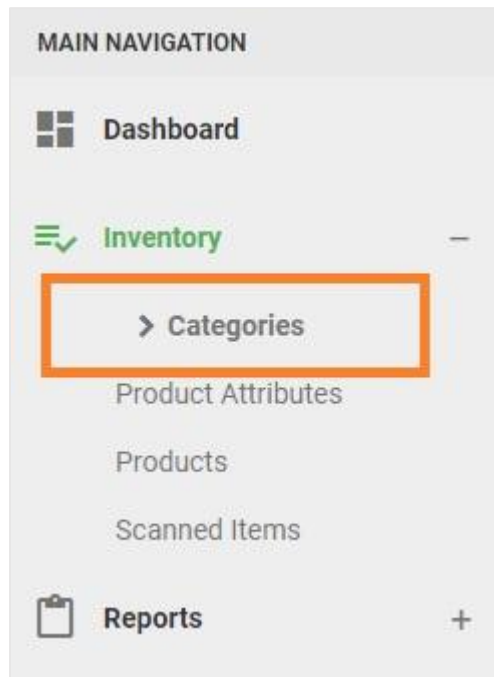 MAIN NAVIGATION
Dashboard
Inventory −
> Categories
Product Attributes
Products
Scanned Items
Reports +